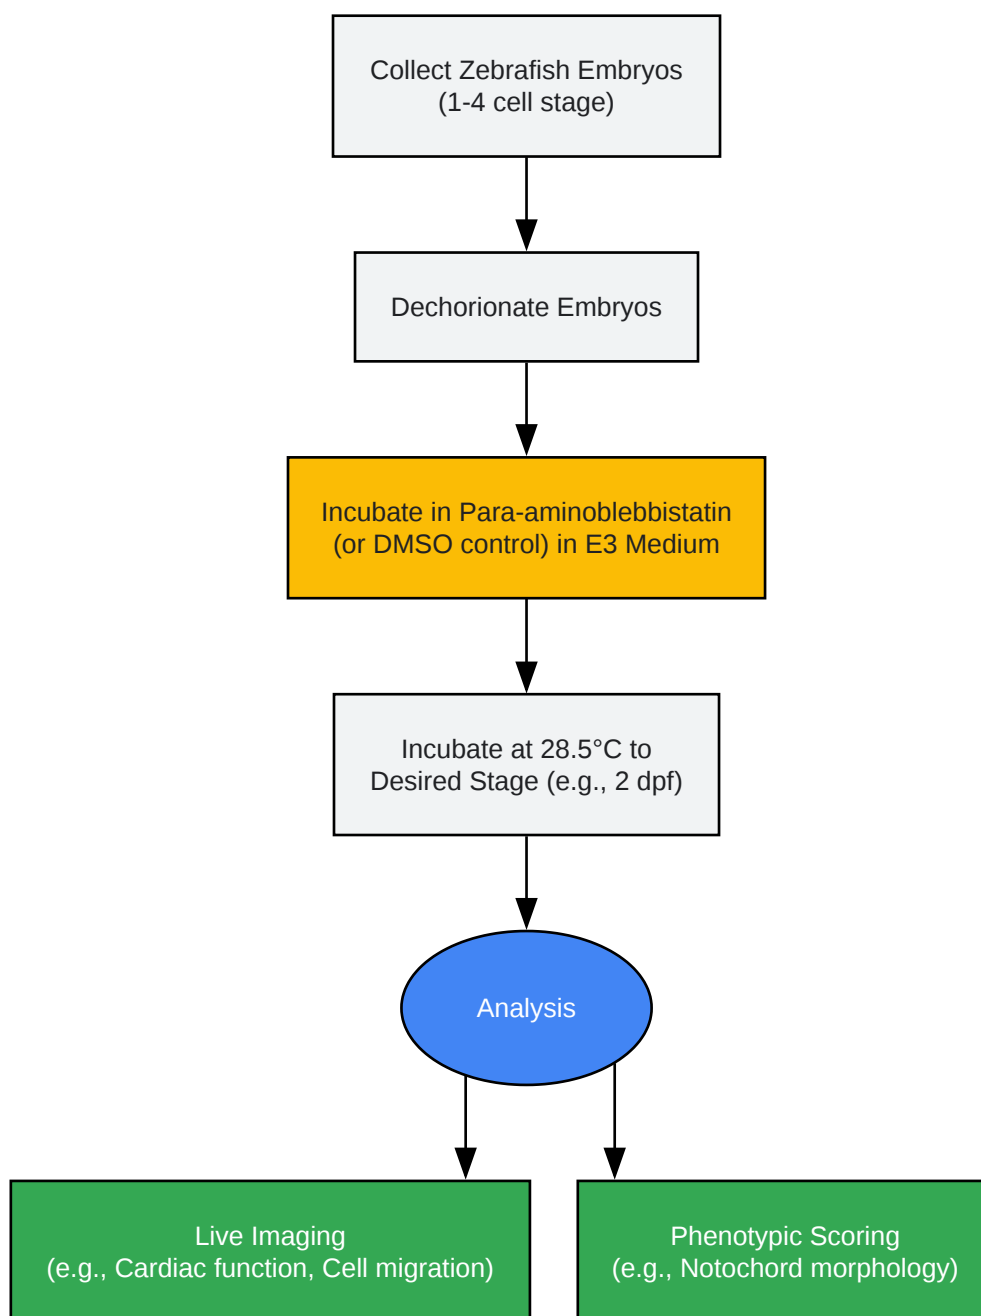 Collect Zebrafish Embryos
(1-4 cell stage)
Dechorionate Embryos
Incubate in Para-aminoblebbistatin
(or DMSO control) in E3 Medium
Incubate at 28.5°C to
Desired Stage (e.g., 2 dpf)
Analysis
Live Imaging
(e.g., Cardiac function, Cell migration)
Phenotypic Scoring
(e.g., Notochord morphology)